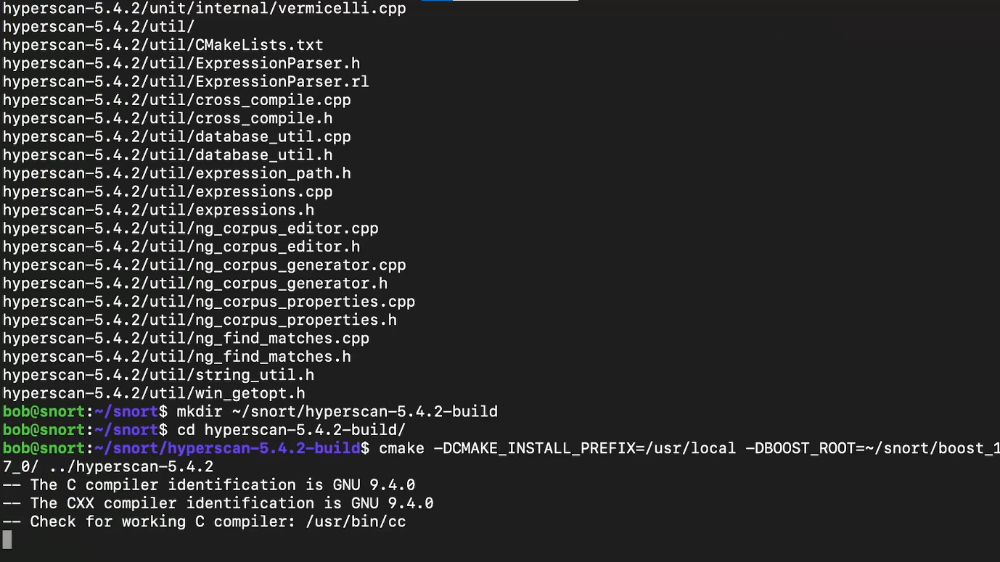 hyperscan-5.4.2/unit/internal/vermicelli.cpp
hyperscan-5.4.2/util/
hyperscan-5.4.2/util/CMakeLists.txt
hyperscan-5.4.2/util/ExpressionParser.h
hyperscan-5.4.2/util/ExpressionParser.rl
hyperscan-5.4.2/util/cross_compile.cpp
hyperscan-5.4.2/util/cross_compile.h
hyperscan-5.4.2/util/database_util.cpp
hyperscan-5.4.2/util/database_util.h
hyperscan-5.4.2/util/expression_path.h
hyperscan-5.4.2/util/expressions.cpp
hyperscan-5.4.2/util/expressions.h
hyperscan-5.4.2/util/ng_corpus_editor.cpp
hyperscan-5.4.2/util/ng_corpus_editor.h
hyperscan-5.4.2/util/ng_corpus_generator.cpp
hyperscan-5.4.2/util/ng_corpus_generator.h
hyperscan-5.4.2/util/ng_corpus_properties.cpp
hyperscan-5.4.2/util/ng_corpus_properties.h
hyperscan-5.4.2/util/ng_find_matches.cpp
hyperscan-5.4.2/util/ng_find_matches.h
hyperscan-5.4.2/util/string_util.h
hyperscan-5.4.2/util/win_getopt.h
bob@snort:~/snort$ mkdir ~/snort/hyperscan-5.4.2-build
bob@snort:~/snort$ cd hyperscan-5.4.2-build/
bob@snort:~/snort/hyperscan-5.4.2-build$ cmake -DCMAKE_INSTALL_PREFIX=/usr/local -DBOOST_ROOT=~/snort/boost_1
7_0/ ../hyperscan-5.4.2
-- The C compiler identification is GNU 9.4.0
-- The CXX compiler identification is GNU 9.4.0
-- Check for working C compiler: /usr/bin/cc